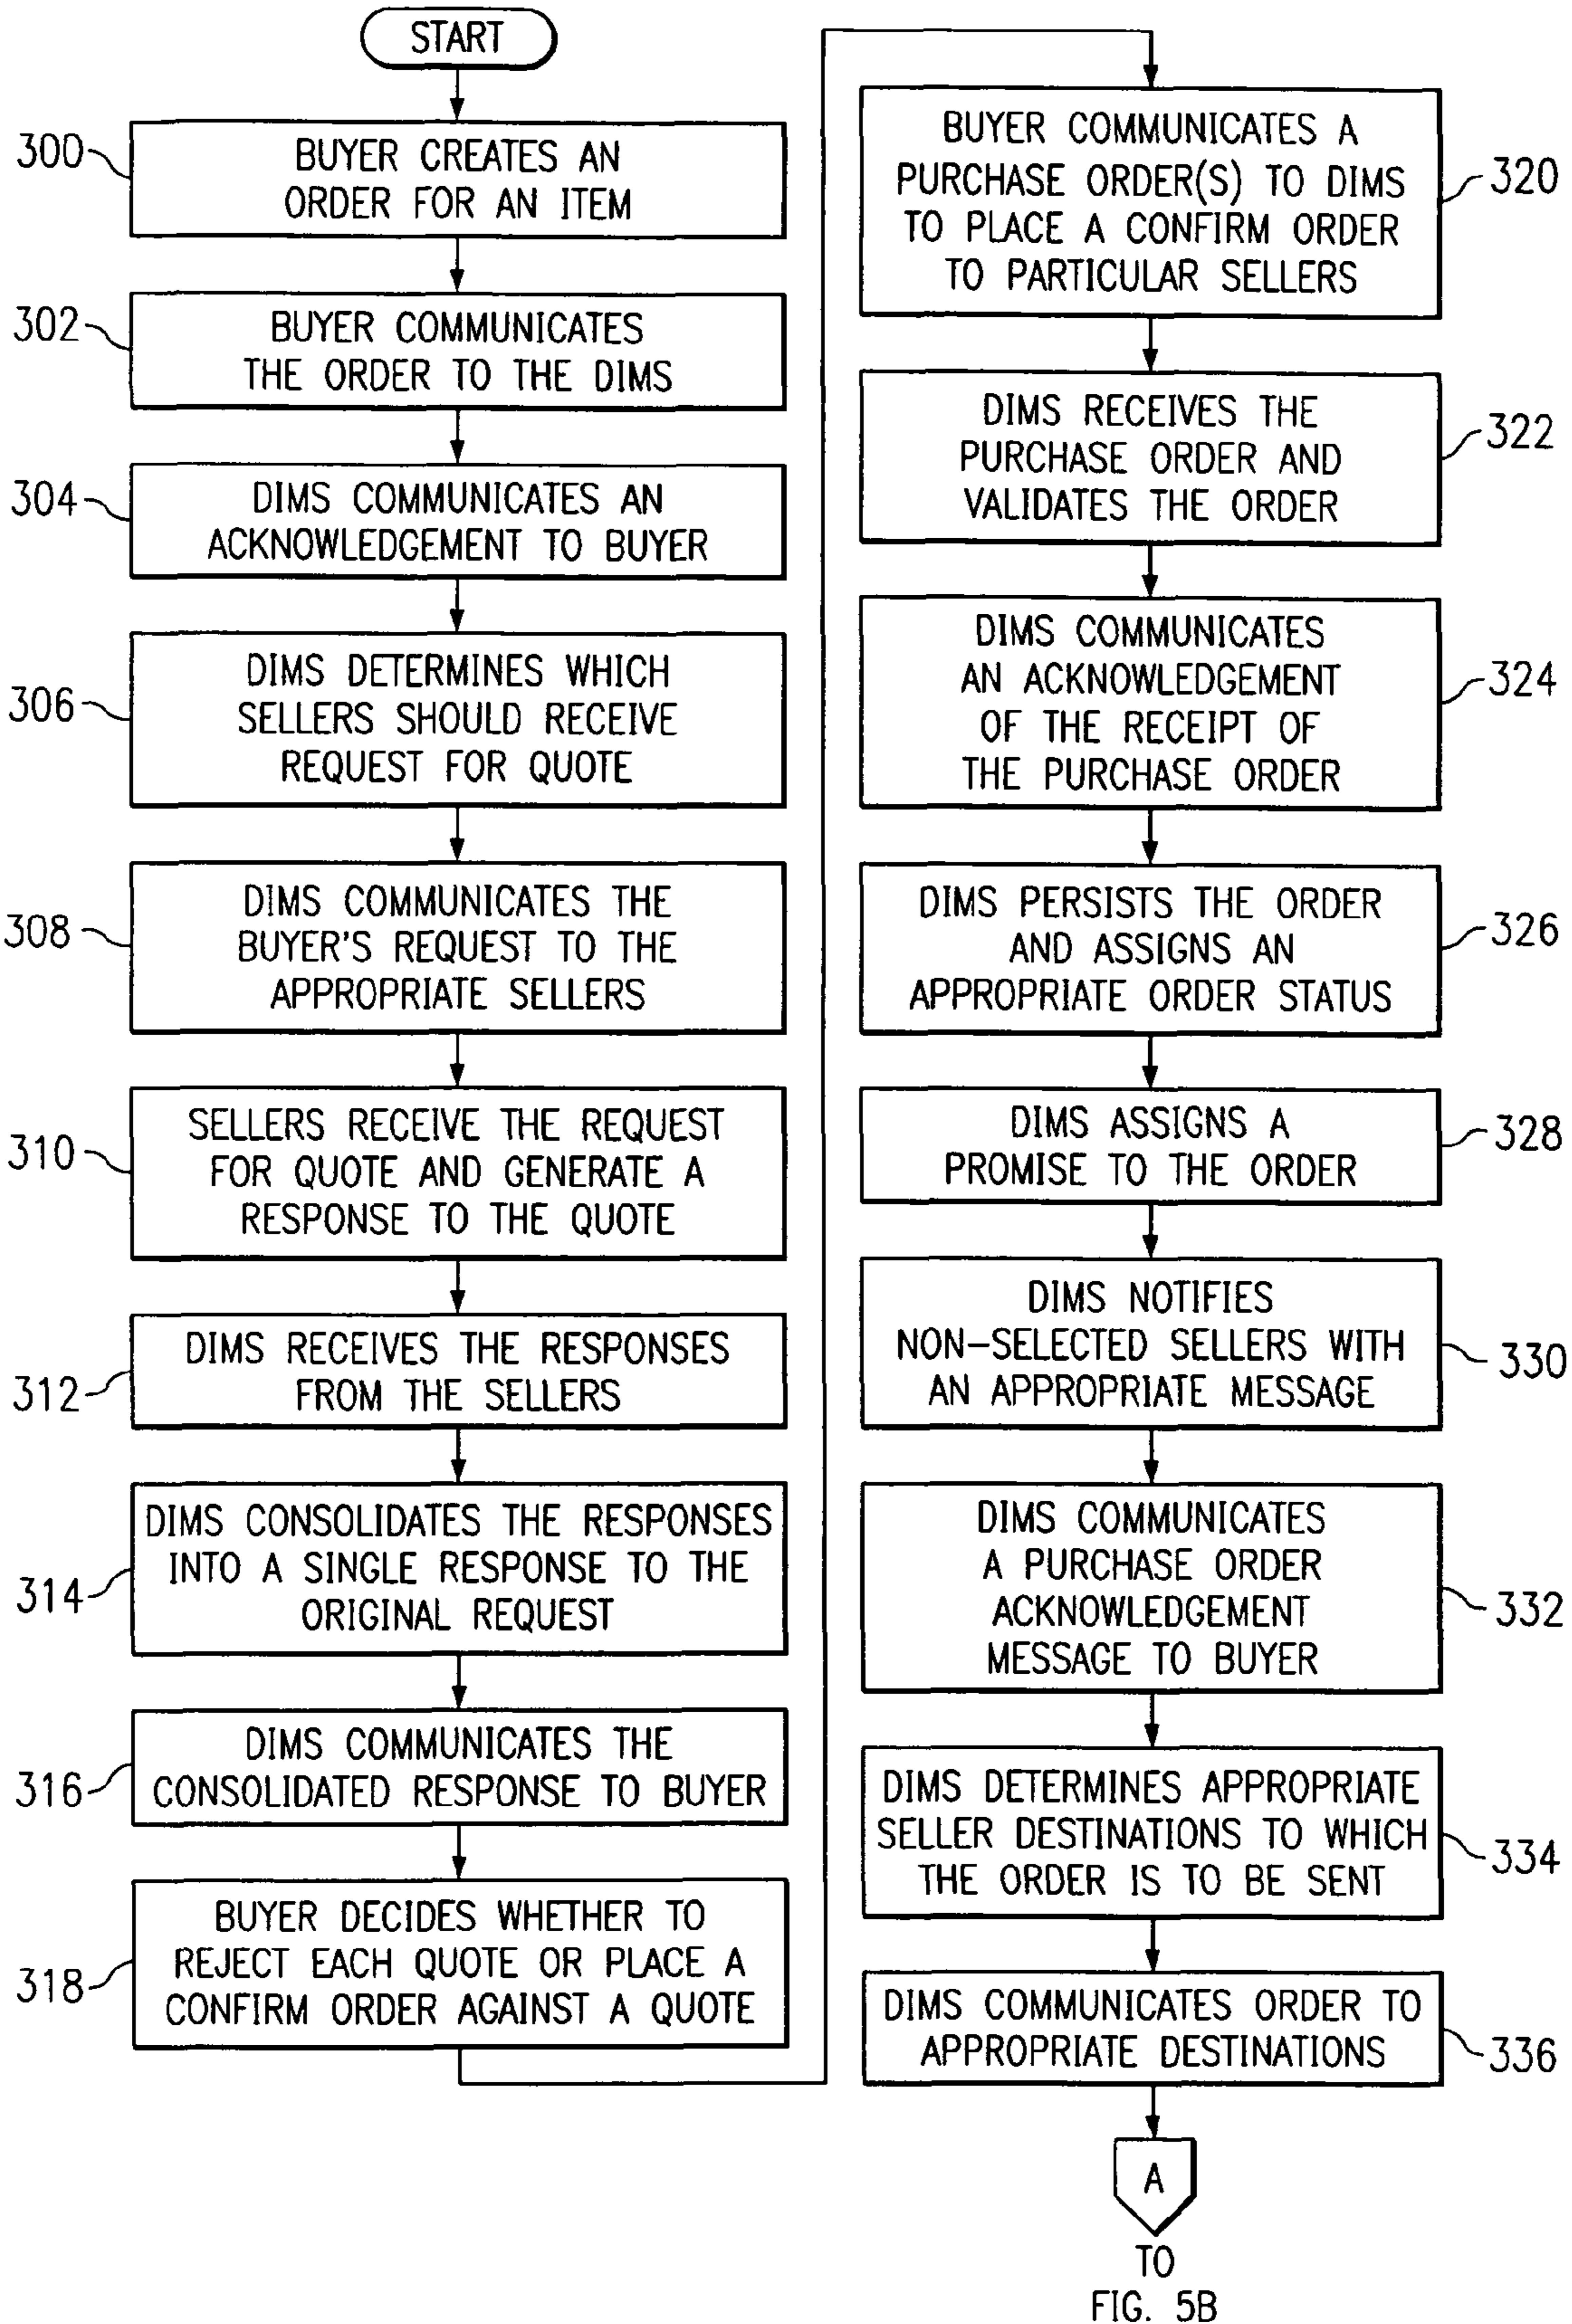 START
300
BUYER CREATES AN
ORDER FOR AN ITEM
302
BUYER COMMUNICATES
THE ORDER TO THE DIMS
304
DIMS COMMUNICATES AN
ACKNOWLEDGEMENT TO BUYER
306
DIMS DETERMINES WHICH
SELLERS SHOULD RECEIVE
REQUEST FOR QUOTE
308
DIMS COMMUNICATES THE
BUYER'S REQUEST TO THE
APPROPRIATE SELLERS
310
SELLERS RECEIVE THE REQUEST
FOR QUOTE AND GENERATE A
RESPONSE TO THE QUOTE
312
DIMS RECEIVES THE RESPONSES
FROM THE SELLERS
314
DIMS CONSOLIDATES THE RESPONSES
INTO A SINGLE RESPONSE TO THE
ORIGINAL REQUEST
316
DIMS COMMUNICATES THE
CONSOLIDATED RESPONSE TO BUYER
318
BUYER DECIDES WHETHER TO
REJECT EACH QUOTE OR PLACE A
CONFIRM ORDER AGAINST A QUOTE
BUYER COMMUNICATES A
PURCHASE ORDER(S) TO DIMS
TO PLACE A CONFIRM ORDER
TO PARTICULAR SELLERS
320
DIMS RECEIVES THE
PURCHASE ORDER AND
VALIDATES THE ORDER
322
DIMS COMMUNICATES
AN ACKNOWLEDGEMENT
OF THE RECEIPT OF
THE PURCHASE ORDER
324
DIMS PERSISTS THE ORDER
AND ASSIGNS AN
APPROPRIATE ORDER STATUS
326
DIMS ASSIGNS A
PROMISE TO THE ORDER
328
DIMS NOTIFIES
NON-SELECTED SELLERS WITH
AN APPROPRIATE MESSAGE
330
DIMS COMMUNICATES
A PURCHASE ORDER
ACKNOWLEDGEMENT
MESSAGE TO BUYER
332
DIMS DETERMINES APPROPRIATE
SELLER DESTINATIONS TO WHICH
THE ORDER IS TO BE SENT
334
DIMS COMMUNICATES ORDER TO
APPROPRIATE DESTINATIONS
336
A
TO
FIG. 5B